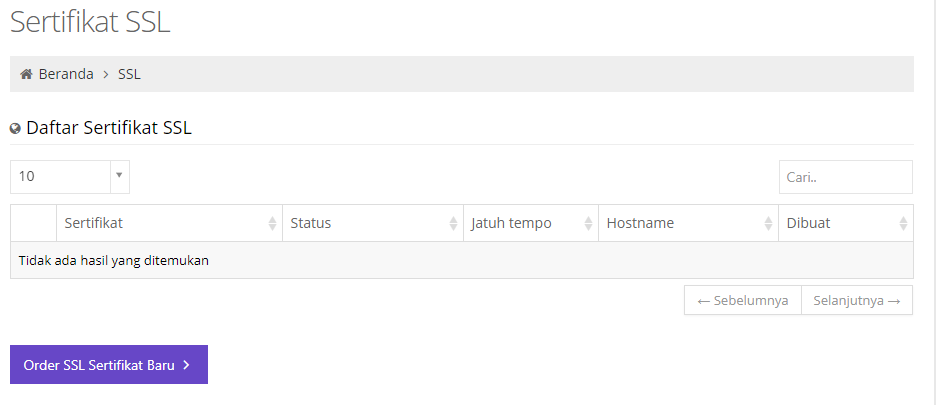 Sertifikat SSL
Beranda > SSL
Daftar Sertifikat SSL
10
Cari..
Sertifikat Status Jatuh tempo Hostname Dibuat
Tidak ada hasil yang ditemukan
← Sebelumnya Selanjutnya →
Order SSL Sertifikat Baru >